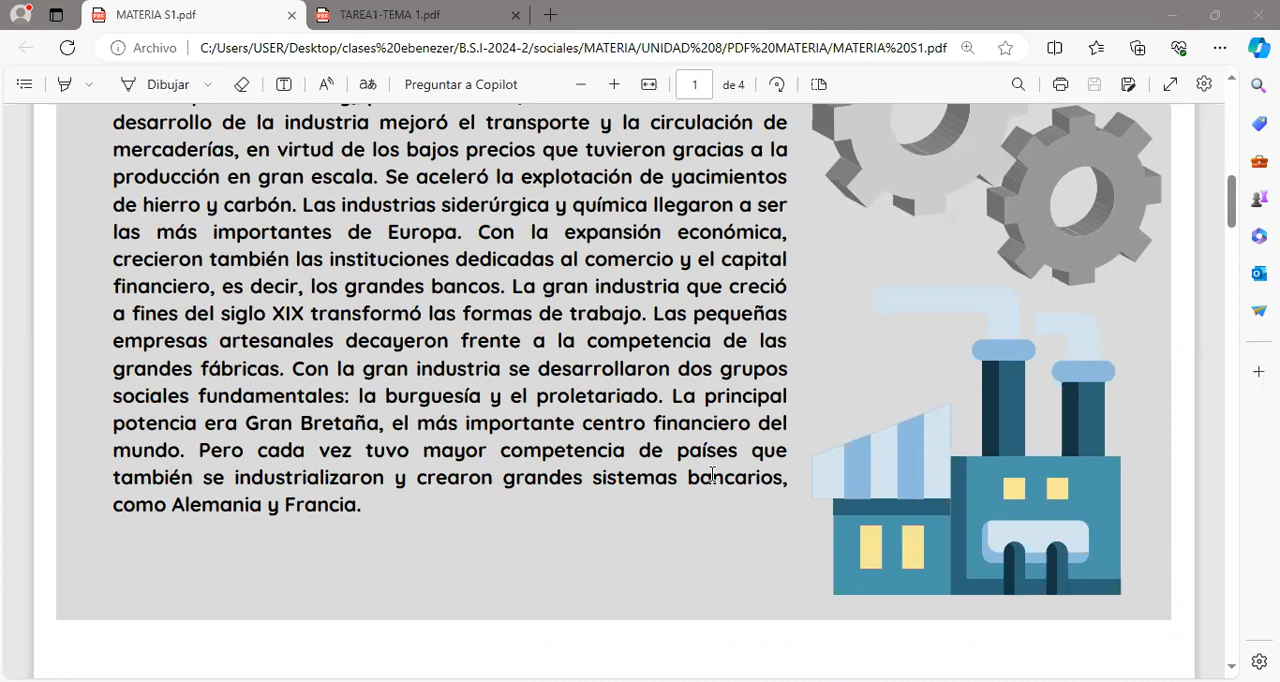 MATERIA S1.pdf
TAREA1-TEMA 1.pdf
Archivo
C:/Users/USER/Desktop/clases%20ebenezer/B.S.I-2024-2/sociales/MATERIA/UNIDAD%208/PDF%20MATERIA/MATERIA%20S1.pdf
Dibujar
Preguntar a Copilot
1 de 4
desarrollo de la industria mejoró el transporte y la circulación de
mercaderías, en virtud de los bajos precios que tuvieron gracias a la
producción en gran escala. Se aceleró la explotación de yacimientos
de hierro y carbón. Las industrias siderúrgica y química llegaron a ser
las más importantes de Europa. Con la expansión económica,
crecieron también las instituciones dedicadas al comercio y el capital
financiero, es decir, los grandes bancos. La gran industria que creció
a fines del siglo XIX transformó las formas de trabajo. Las pequeñas
empresas artesanales decayeron frente a la competencia de las
grandes fábricas. Con la gran industria se desarrollaron dos grupos
sociales fundamentales: la burguesía y el proletariado. La principal
potencia era Gran Bretaña, el más importante centro financiero del
mundo. Pero cada vez tuvo mayor competencia de países que
también se industrializaron y crearon grandes sistemas bancarios,
como Alemania y Francia.